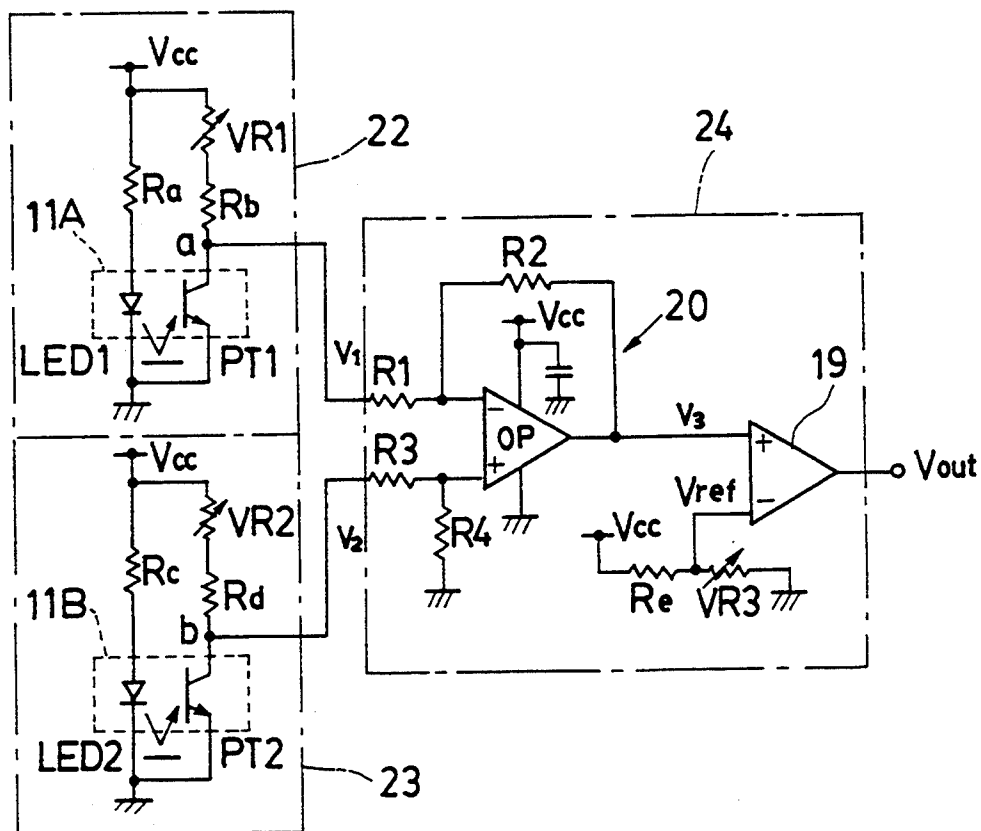 Vcc
VR1
22
24
Ra
Rb
11A
a
R2
Vcc
20
LED1
PT1
V1
R1
19
OP
V3
R3
Vcc
Vout
Vref
VR2
V2
R4
Vcc
Rc
Rd
Re
VR3
11B
b
LED2
PT2
23